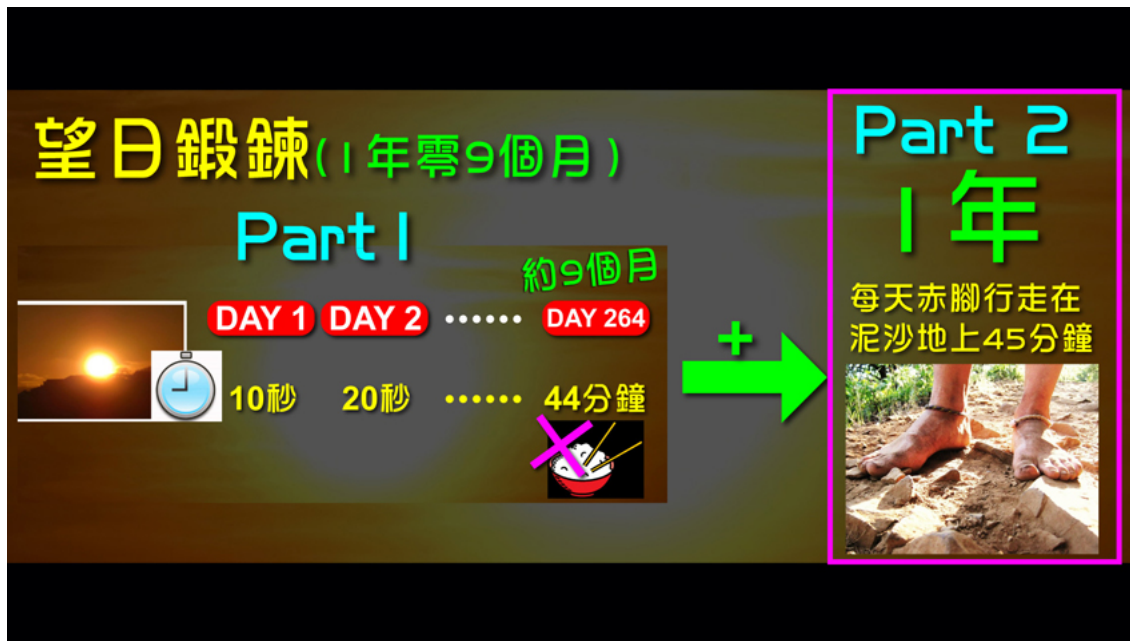 望日鍛鍊(1年零9個月)
Part 1
約9個月
DAY 1 DAY 2 ...... DAY 264
10秒 20秒 ...... 44分鐘
+
Part 2
1年
每天赤腳行走在
泥沙地上45分鐘